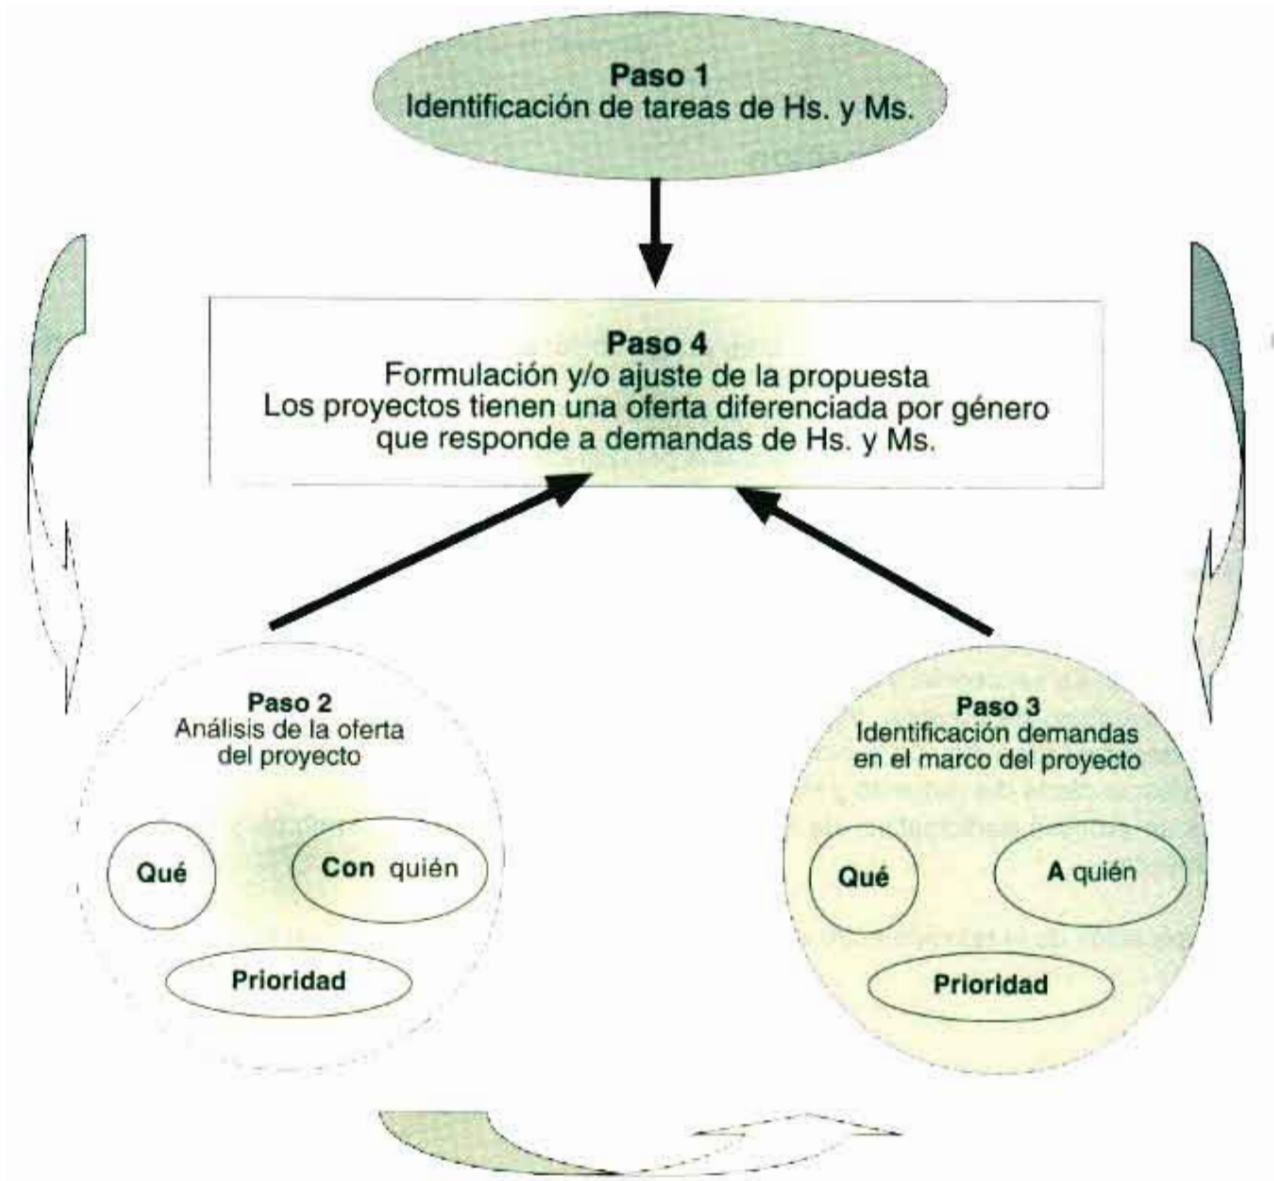 Paso 1
Identificación de tareas de Hs. y Ms.
Paso 4
Formulación y/o ajuste de la propuesta
Los proyectos tienen una oferta diferenciada por género
que responde a demandas de Hs. y Ms.
Paso 2
Análisis de la oferta
del proyecto
Qué
Con quién
Prioridad
Paso 3
Identificación demandas
en el marco del proyecto
Qué
A quién
Prioridad